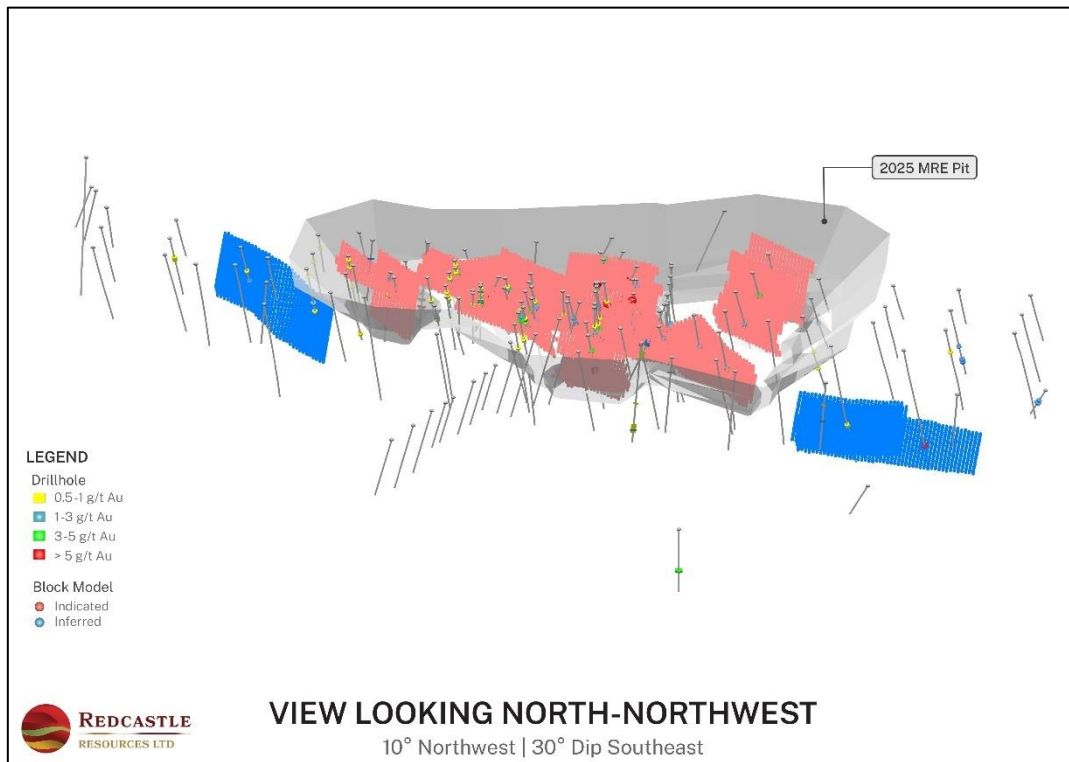 2025 MRE Pit
LEGEND
Drillhole
0.5-1 g/t Au
1-3 g/t Au
3-5 g/t Au
> 5 g/t Au
Block Model
Indicated
Inferred
REDCASTLE
RESOURCES LTD
VIEW LOOKING NORTH-NORTHWEST
10° Northwest | 30° Dip Southeast